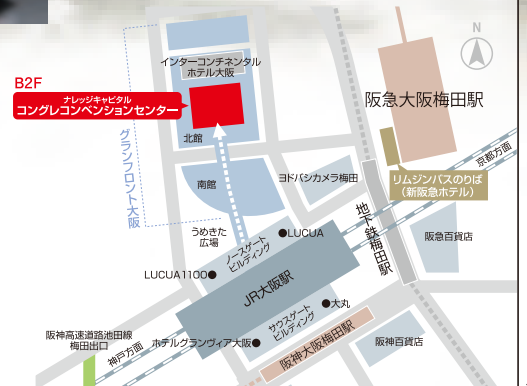 N
インターコンチネンタル
ホテル大阪
B2F
ナレッジキャピタル
コングレコンベンションセンター
北館
グランフロント大阪
阪急大阪梅田駅
京都方面
リムジンバスのりば
（新阪急ホテル）
南館
ヨドバシカメラ梅田
うめきた
広場
●LUCUA
ノースゲート
ビルディング
地下鉄梅田駅
阪急百貨店
LUCUA1100●
JR大阪駅
●大丸
サウスゲート
ビルディング
阪神高速道路池田線
梅田出口
神戸方面
ホテルグランヴィア大阪●
阪神大阪梅田駅
阪神百貨店